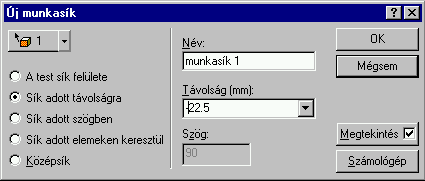 Új munkasík
1
A test sík felülete
Sík adott távolságra
Sík adott szögben
Sík adott elemeken keresztül
Középsík
Név:
munkasík 1
Távolság (mm):
-22.5
Szög:
90
OK
Mégsem
Megtekintés
Számológép